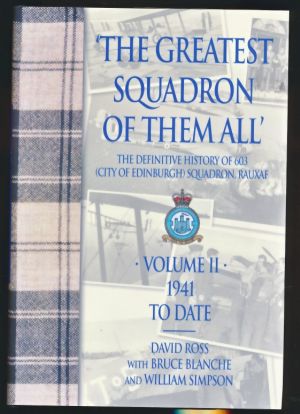 'THE GREATEST
SQUADRON
OF THEM ALL'
THE DEFINITIVE HISTORY OF 603
(CITY OF EDINBURGH) SQUADRON, RAUXAF
· VOLUME II ·
1941
TO DATE
DAVID ROSS
WITH BRUCE BLANCHE
AND WILLIAM SIMPSON